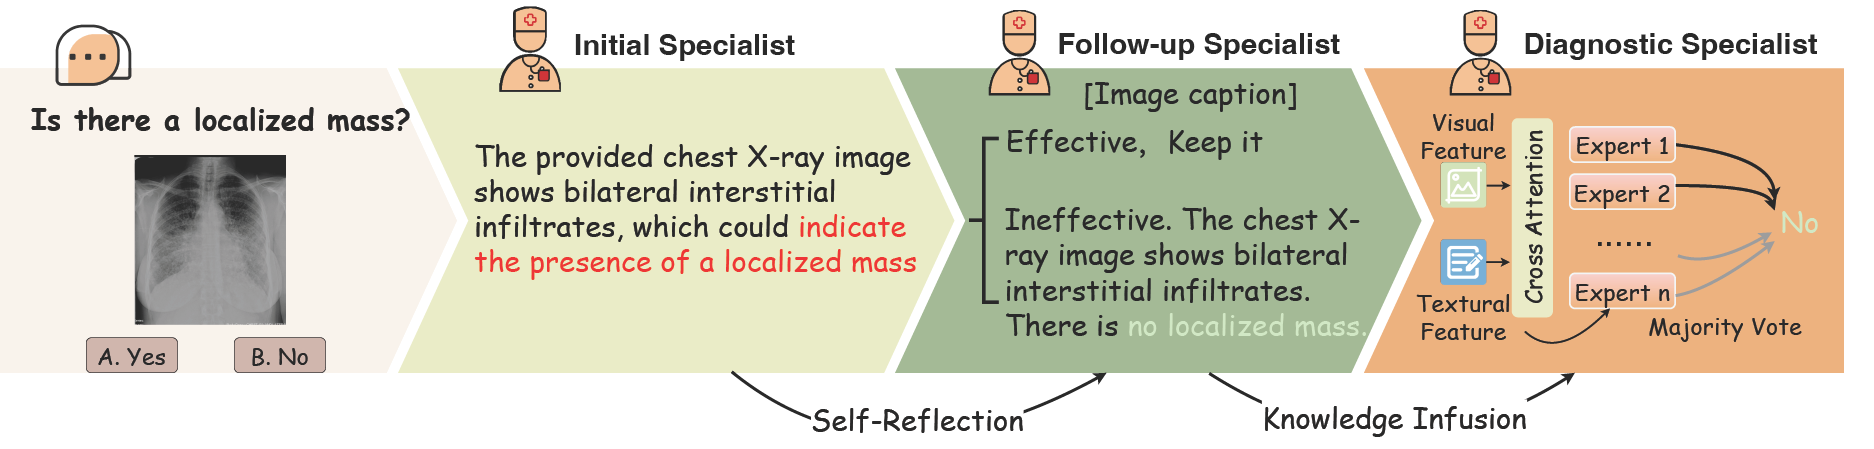 Initial Specialist
Follow-up Specialist
Diagnostic Specialist
Is there a localized mass?
A. Yes
B. No
The provided chest X-ray image
shows bilateral interstitial
infiltrates, which could indicate
the presence of a localized mass
[Image caption]
Effective, Keep it
Ineffective. The chest X-
ray image shows bilateral
interstitial infiltrates.
There is no localized mass.
Visual
Feature
Textural
Feature
Cross Attention
Expert 1
Expert 2
......
Expert n
No
Majority Vote
Self-Reflection
Knowledge Infusion